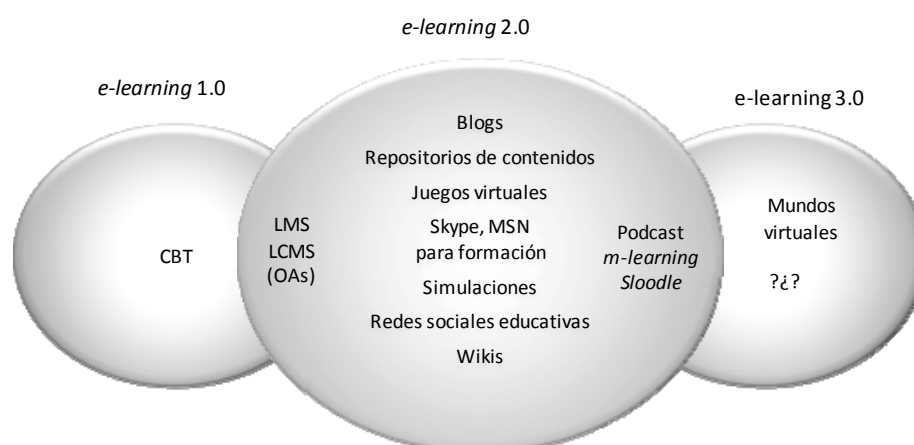 e-learning 2.0
e-learning 1.0
e-learning 3.0
CBT
LMS
LCMS
(OAs)
Blogs
Repositorios de contenidos
Juegos virtuales
Skype, MSN
para formación
Simulaciones
Redes sociales educativas
Wikis
Podcast
m-learning
Sloodle
Mundos
virtuales
?¿?